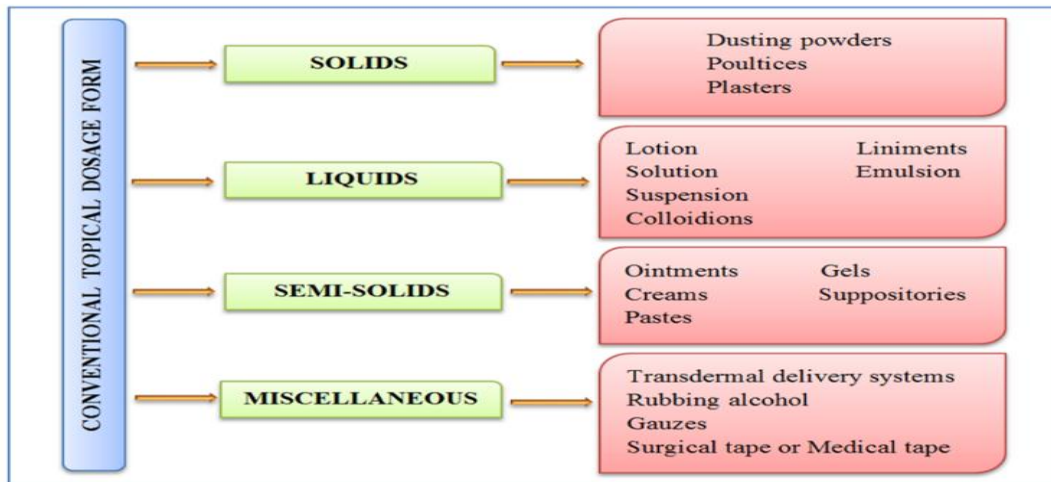 CONVENTIONAL TOPICAL DOSAGE FORM
SOLIDS
Dusting powders
Poultices
Plasters
LIQUIDS
Lotion Liniments
Solution Emulsion
Suspension
Colloidions
SEMI-SOLIDS
Ointments Gels
Creams Suppositories
Pastes
MISCELLANEOUS
Transdermal delivery systems
Rubbing alcohol
Gauzes
Surgical tape or Medical tape